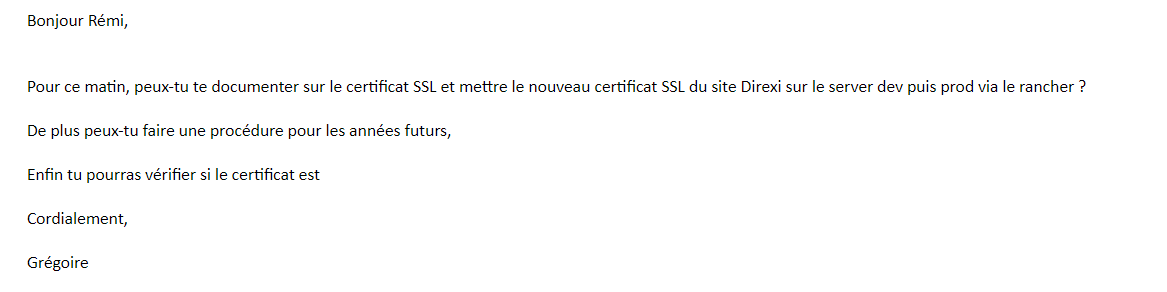 Bonjour Rémi,
Pour ce matin, peux-tu te documenter sur le certificat SSL et mettre le nouveau certificat SSL du site Direxi sur le server dev puis prod via le rancher ?
De plus peux-tu faire une procédure pour les années futurs,
Enfin tu pourras vérifier si le certificat est
Cordialement,
Grégoire